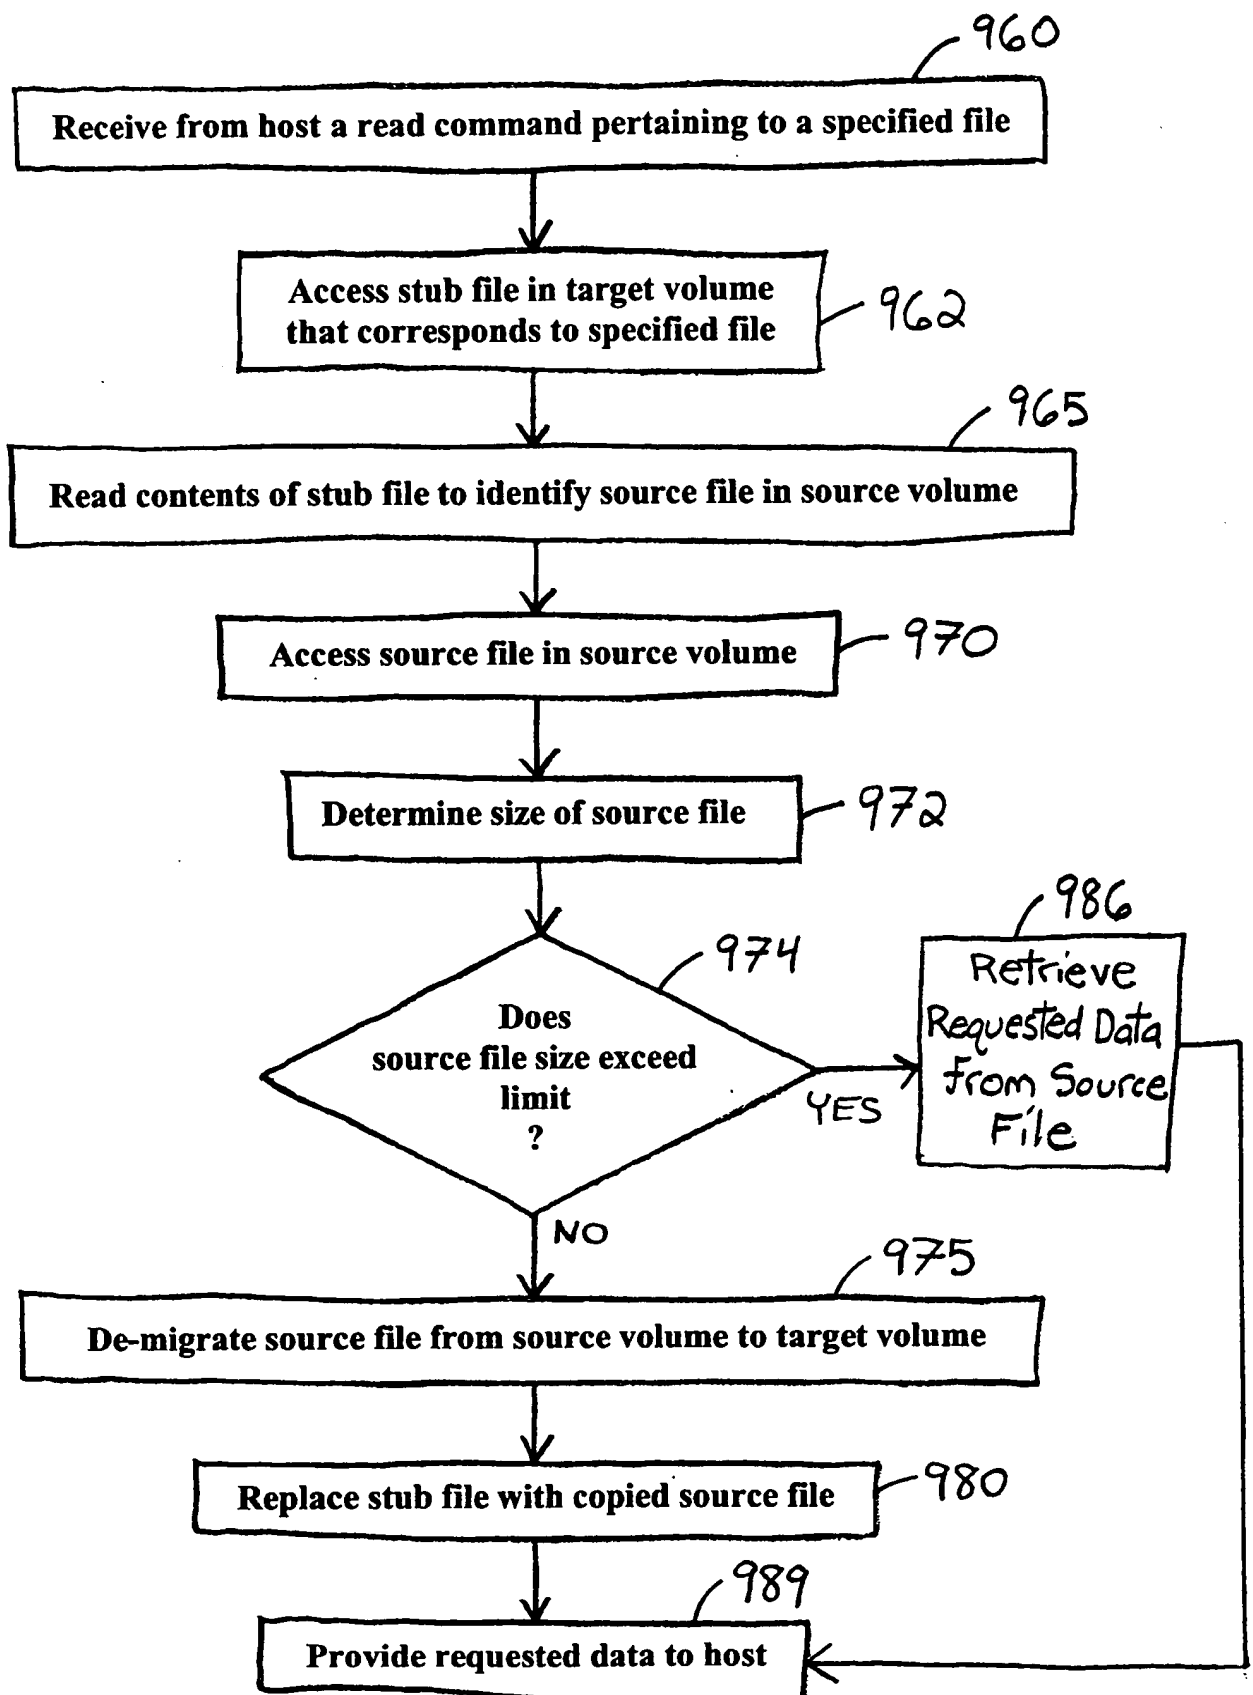 960
Receive from host a read command pertaining to a specified file
Access stub file in target volume
that corresponds to specified file
962
965
Read contents of stub file to identify source file in source volume
Access source file in source volume
970
Determine size of source file
972
974
Does
source file size exceed
limit
?
YES
986
Retrieve
Requested Data
from Source
File
NO
975
De-migrate source file from source volume to target volume
Replace stub file with copied source file
980
989
Provide requested data to host